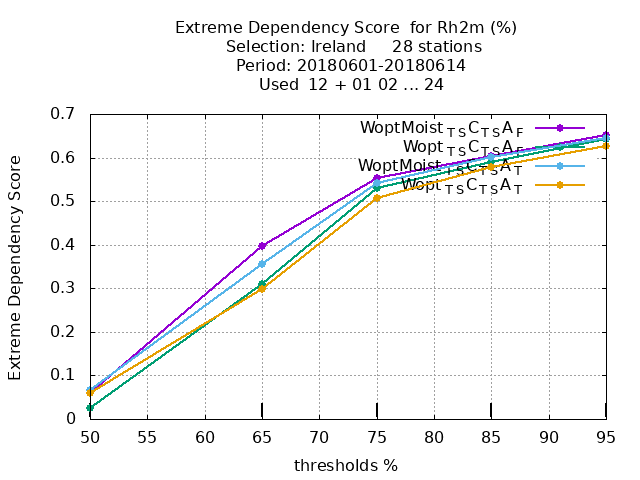 Extreme Dependency Score for Rh2m (%)
Selection: Ireland 28 stations
Period: 20180601-20180614
Used 12 + 01 02 ... 24
WoptMoist TS C TS A F
Wopt TS C TS A F
WoptMoist TS C TS A T
Wopt TS C TS A T
Extreme Dependency Score
0.7
0.6
0.5
0.4
0.3
0.2
0.1
0
50 55 60 65 70 75 80 85 90 95
thresholds %